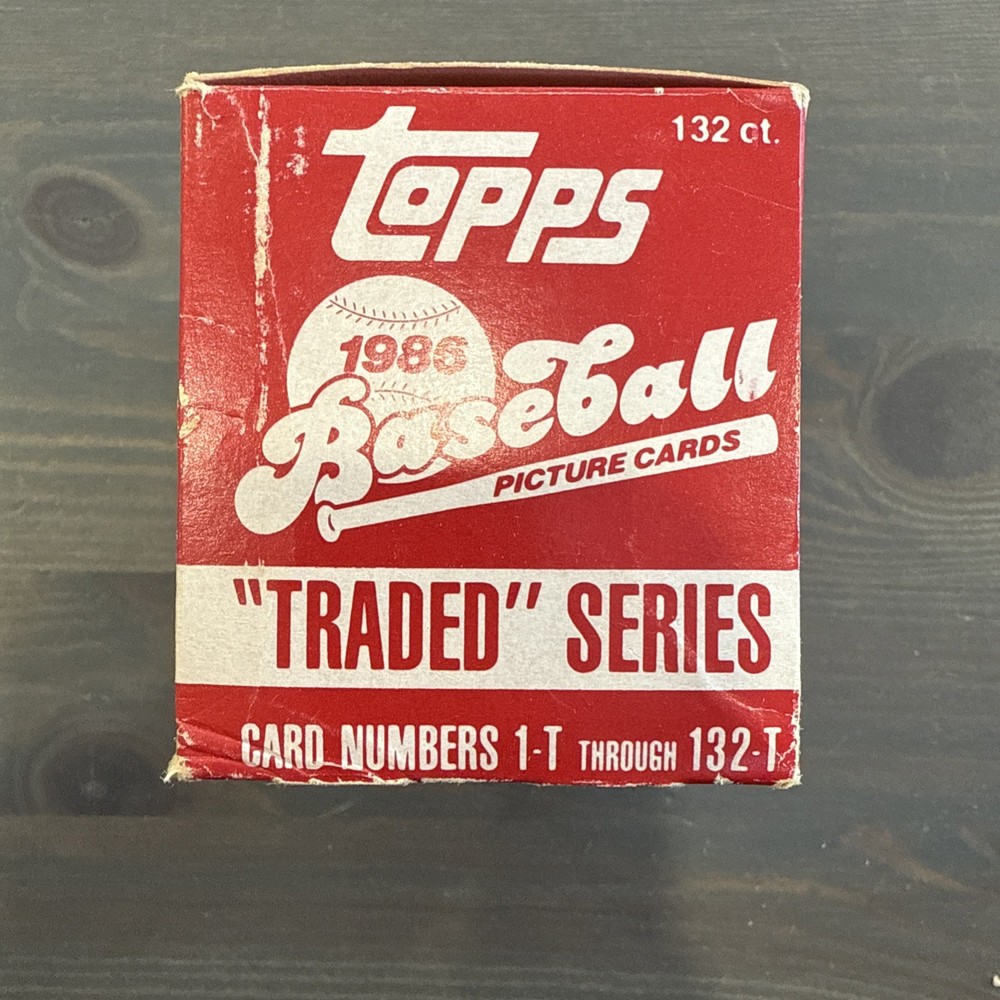 132 ct.
topps
1986
Baseball
PICTURE CARDS
"TRADED" SERIES
CARD NUMBERS 1-T THROUGH 132-T